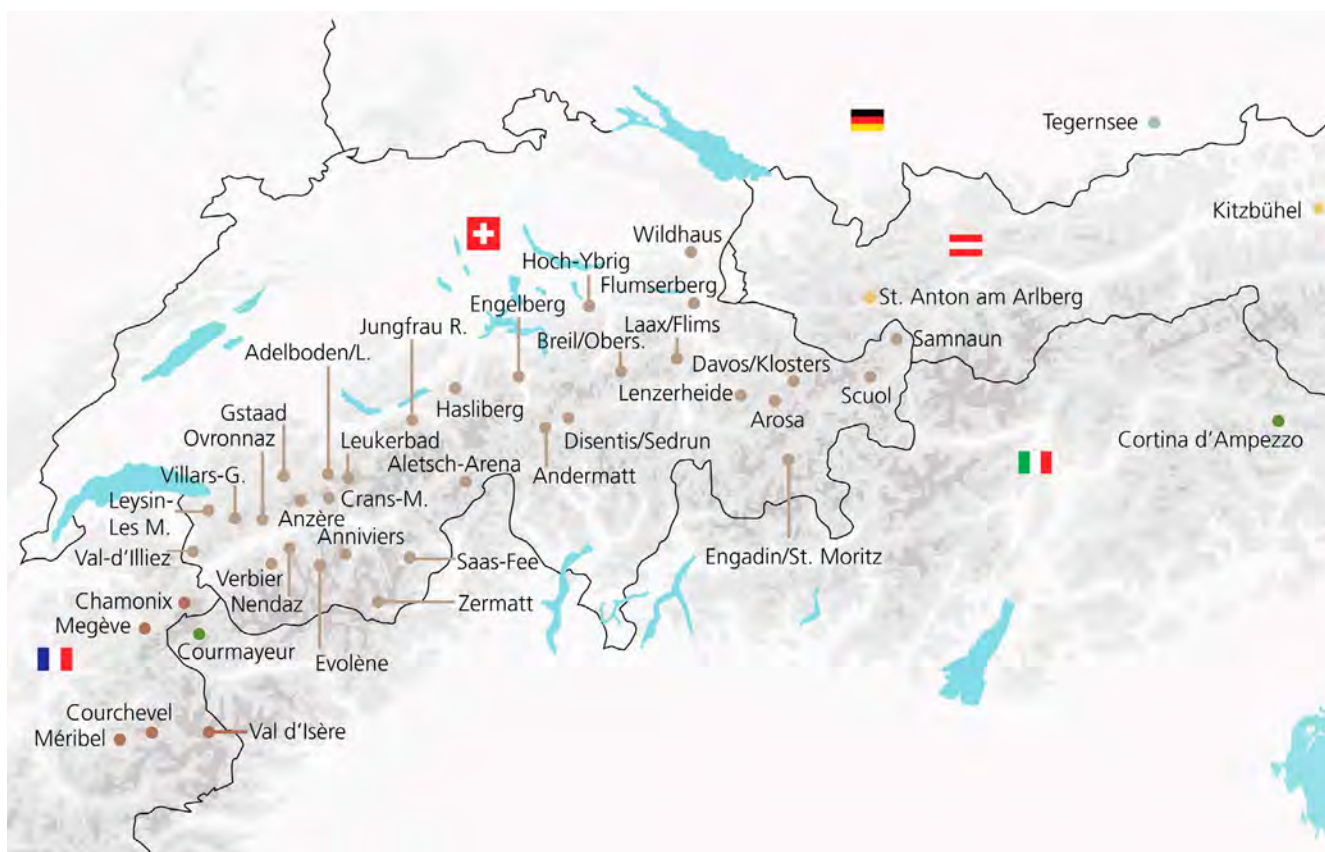 Tegernsee
Kitzbühel
Wildhaus
Hoch-Ybrig
Flumserberg
Engelberg
St. Anton am Arlberg
Jungfrau R.
Laax/Flims
Breil/Obers.
Samnaun
Adelboden/L.
Davos/Klosters
Lenzerheide
Scuol
Hasliberg
Arosa
Gstaad
Ovronnaz
Leukerbad
Disentis/Sedrun
Cortina d’Ampezzo
Villars-G.
Aletsch-Arena
Andermatt
Leysin-
Les M.
Crans-M.
Anzère
Anniviers
Val-d’Illiez
Engadin/St. Moritz
Saas-Fee
Verbier
Nendaz
Zermatt
Chamonix
Megève
Courmayeur
Evolène
Courchevel
Val d’Isère
Méribel